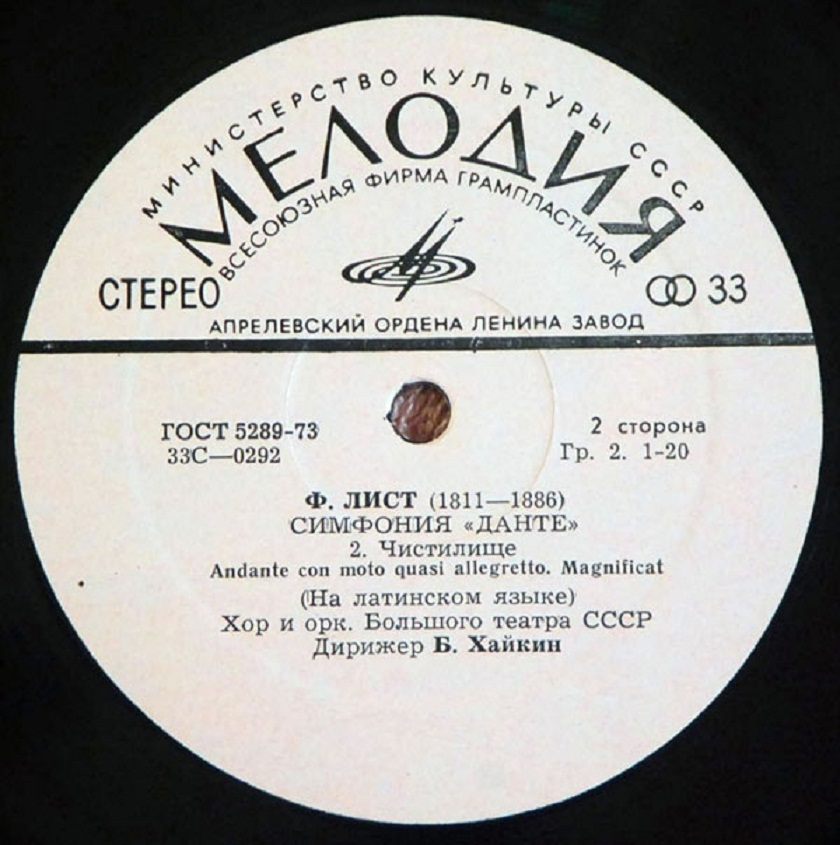 МИНИСТЕРСТВО КУЛЬТУРЫ СССР
МЕЛОДИЯ
ВСЕСОЮЗНАЯ ФИРМА ГРАМПЛАСТИНОК
СТЕРЕО
33
АПРЕЛЕВСКИЙ ОРДЕНА ЛЕНИНА ЗАВОД
ГОСТ 5289-73
2 сторона
33С—0292
Гр. 2. 1-20
Ф. ЛИСТ (1811—1886)
СИМФОНИЯ «ДАНТЕ»
2. Чистилище
Andante con moto quasi allegretto. Magnificat
(На латинском языке)
Хор и орк. Большого театра СССР
Дирижер Б. Хайкин